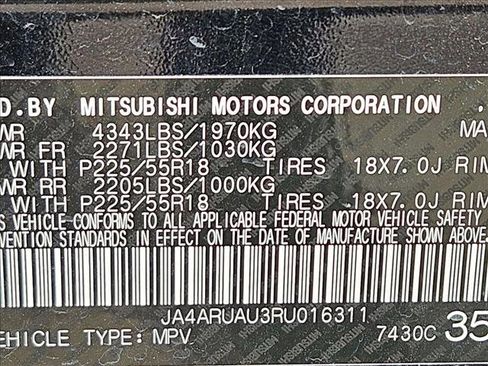 D.BY MITSUBISHI MOTORS CORPORATION .
WR 4343LBS/1970KG MA
WR FR 2271LBS/1030KG
WITH P225/55R18 TIRES 18X7.0J RIM
WR RR 2205LBS/1000KG
WITH P225/55R18 TIRES 18X7.0J RIM
S VEHICLE CONFORMS TO ALL APPLICABLE FEDERAL MOTOR VEHICLE SAFETY
VENTION STANDARDS IN EFFECT ON THE DATE OF MANUFACTURE SHOWN ABOVE.
JA4ARUAU3RU016311
EHICLE TYPE: MPV 7430C 35